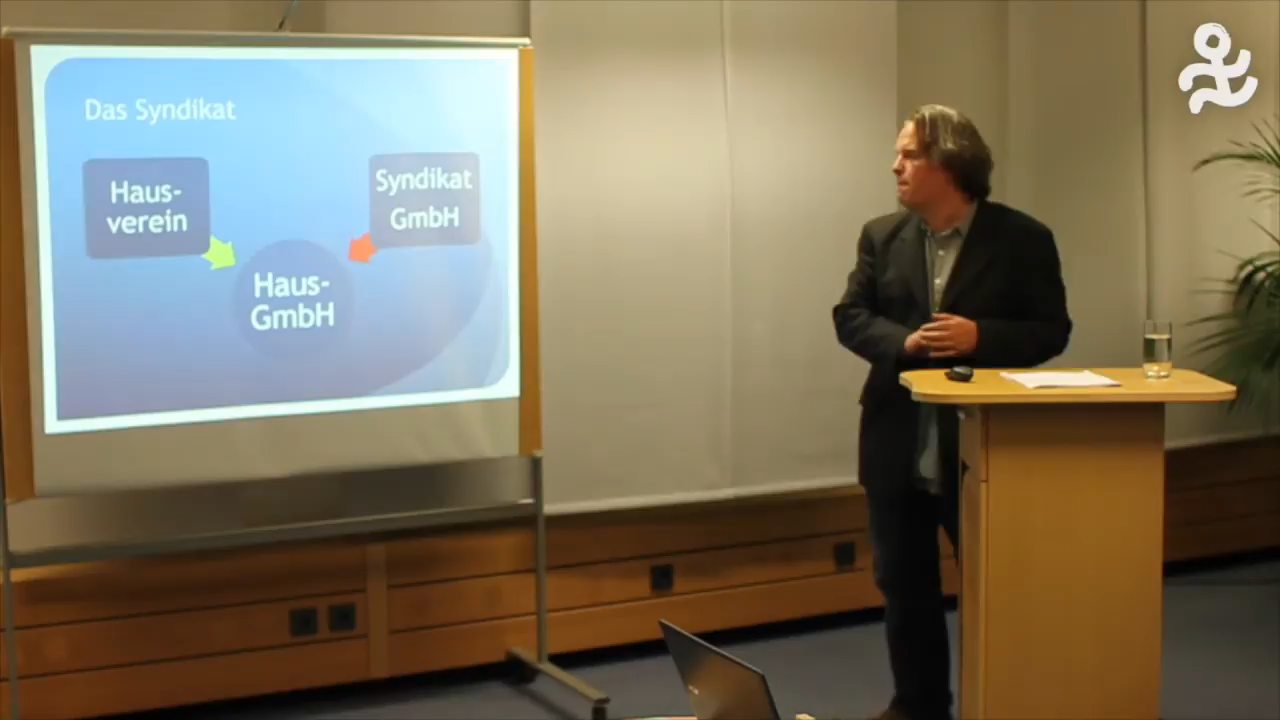 Das Syndikat
Haus-
verein
Syndikat
GmbH
Haus-
GmbH